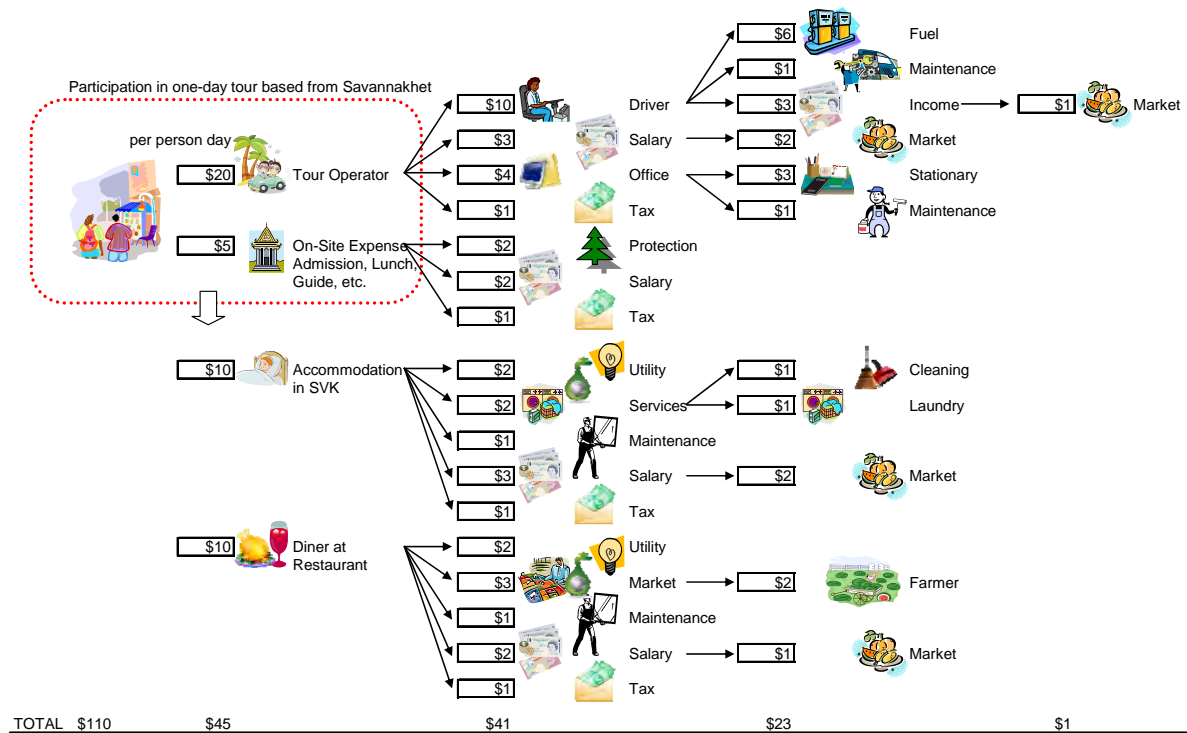 $6 Fuel
$1 Maintenance
Participation in one-day tour based from Savannakhet
$10 Driver $3 Income $1 Market
per person day
$3 Salary $2 Market
$20 Tour Operator $4 Office $3 Stationary
$1 Tax $1 Maintenance
$5 On-Site Expense $2 Protection
Admission, Lunch,
Guide, etc. $2 Salary
$1 Tax
$10 Accommodation $2 Utility $1 Cleaning
in SVK
$2 Services $1 Laundry
$1 Maintenance
$3 Salary $2 Market
$1 Tax
$10 Diner at $2 Utility
Restaurant
$3 Market $2 Farmer
$1 Maintenance
$2 Salary $1 Market
$1 Tax
TOTAL $110 $45 $41 $23 $1